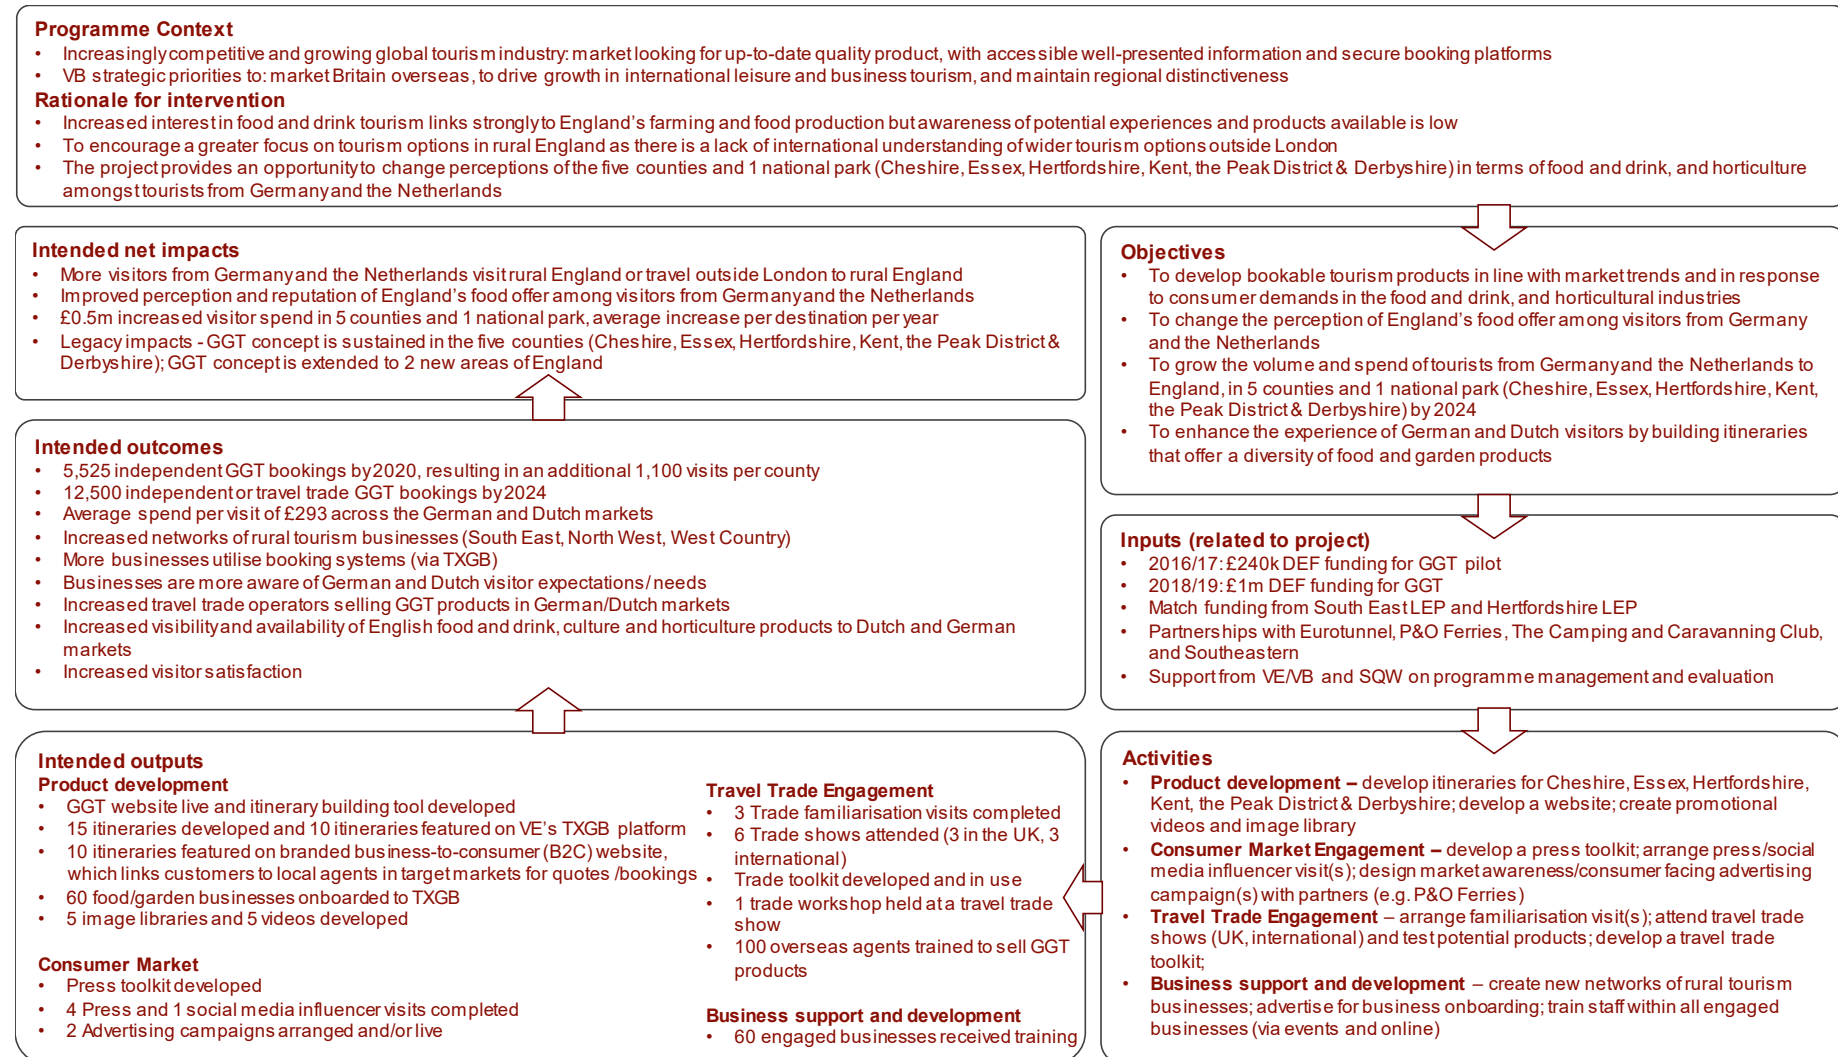 Programme Context
• Increasingly competitive and growing global tourism industry: market looking for up-to-date quality product, with accessible well-presented information and secure booking platforms
• VB strategic priorities to: market Britain overseas, to drive growth in international leisure and business tourism, and maintain regional distinctiveness
Rationale for intervention
• Increased interest in food and drink tourism links strongly to England's farming and food production but awareness of potential experiences and products available is low
• To encourage a greater focus on tourism options in rural England as there is a lack of international understanding of wider tourism options outside London
• The project provides an opportunity to change perceptions of the five counties and 1 national park (Cheshire, Essex, Hertfordshire, Kent, the Peak District & Derbyshire) in terms of food and drink, and horticulture
amongst tourists from Germany and the Netherlands
Objectives
• To develop bookable tourism products in line with market trends and in response
to consumer demands in the food and drink, and horticultural industries
• To change the perception of England's food offer among visitors from Germany
and the Netherlands
• To grow the volume and spend of tourists from Germany and the Netherlands to
England, in 5 counties and 1 national park (Cheshire, Essex, Hertfordshire, Kent,
the Peak District & Derbyshire) by 2024
• To enhance the experience of German and Dutch visitors by building itineraries
that offer a diversity of food and garden products
Inputs (related to project)
• 2016/17: £240k DEF funding for GGT pilot
• 2018/19: £1m DEF funding for GGT
• Match funding from South East LEP and Hertfordshire LEP
• Partnerships with Eurotunnel, P&O Ferries, The Camping and Caravanning Club,
and Southeastern
• Support from VE/VB and SQW on programme management and evaluation
Activities
• Product development – develop itineraries for Cheshire, Essex, Hertfordshire,
Kent, the Peak District & Derbyshire; develop a website; create promotional
videos and image library
• Consumer Market Engagement – develop a press toolkit; arrange press/social
media influencer visit(s); design market awareness/consumer facing advertising
campaign(s) with partners (e.g. P&O Ferries)
• Travel Trade Engagement – arrange familiarisation visit(s); attend travel trade
shows (UK, international) and test potential products; develop a travel trade
toolkit;
• Business support and development – create new networks of rural tourism
businesses; advertise for business onboarding; train staff within all engaged
businesses (via events and online)
Intended outputs
Product development
• GGT website live and itinerary building tool developed
• 15 itineraries developed and 10 itineraries featured on VE's TXGB platform
• 10 itineraries featured on branded business-to-consumer (B2C) website,
which links customers to local agents in target markets for quotes /bookings
• 60 food/garden businesses onboarded to TXGB
• 5 image libraries and 5 videos developed
Consumer Market
• Press toolkit developed
• 4 Press and 1 social media influencer visits completed
• 2 Advertising campaigns arranged and/or live
Travel Trade Engagement
• 3 Trade familiarisation visits completed
• 6 Trade shows attended (3 in the UK, 3
international)
• Trade toolkit developed and in use
• 1 trade workshop held at a travel trade
show
• 100 overseas agents trained to sell GGT
products
Business support and development
• 60 engaged businesses received training
Intended outcomes
• 5,525 independent GGT bookings by 2020, resulting in an additional 1,100 visits per county
• 12,500 independent or travel trade GGT bookings by 2024
• Average spend per visit of £293 across the German and Dutch markets
• Increased networks of rural tourism businesses (South East, North West, West Country)
• More businesses utilise booking systems (via TXGB)
• Businesses are more aware of German and Dutch visitor expectations/ needs
• Increased travel trade operators selling GGT products in German/Dutch markets
• Increased visibility and availability of English food and drink, culture and horticulture products to Dutch and German
markets
• Increased visitor satisfaction
Intended net impacts
• More visitors from Germany and the Netherlands visit rural England or travel outside London to rural England
• Improved perception and reputation of England's food offer among visitors from Germany and the Netherlands
• £0.5m increased visitor spend in 5 counties and 1 national park, average increase per destination per year
• Legacy impacts - GGT concept is sustained in the five counties (Cheshire, Essex, Hertfordshire, Kent, the Peak District &
Derbyshire); GGT concept is extended to 2 new areas of England